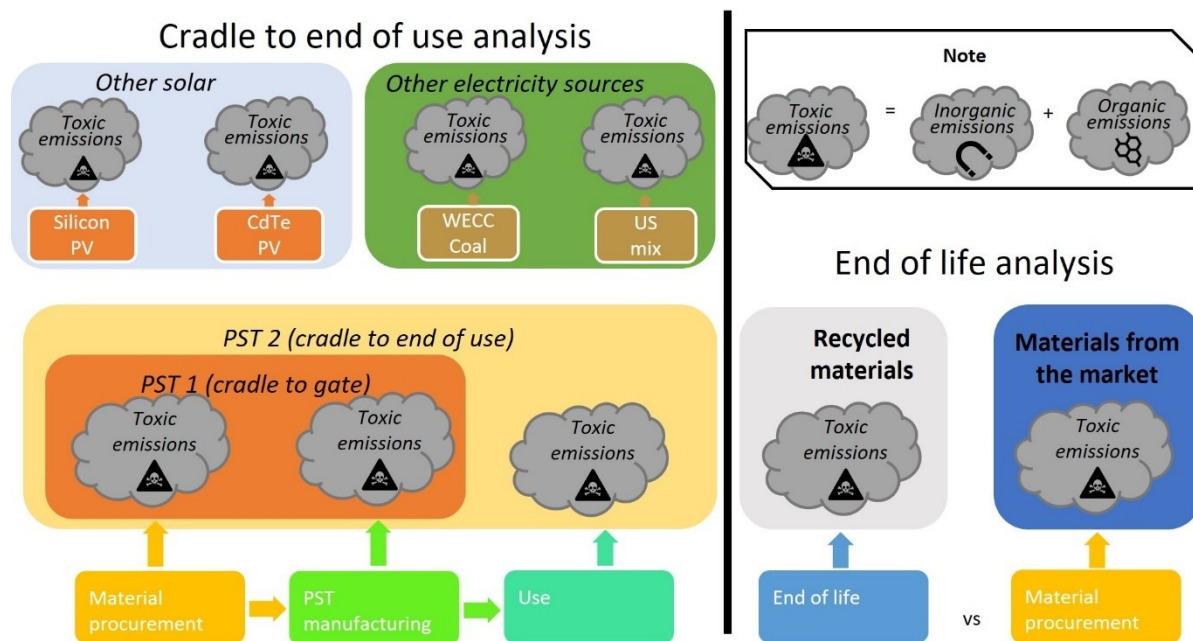 Cradle to end of use analysis
Other solar
Toxic
emissions
Toxic
emissions
Silicon
PV
CdTe
PV
Other electricity sources
Toxic
emissions
Toxic
emissions
WECC
Coal
US
mix
PST 2 (cradle to end of use)
PST 1 (cradle to gate)
Toxic
emissions
Toxic
emissions
Toxic
emissions
Material
procurement
PST
manufacturing
Use
Note
Toxic
emissions
=
Inorganic
emissions
+
Organic
emissions
End of life analysis
Recycled
materials
Toxic
emissions
End of life
vs
Materials from
the market
Toxic
emissions
Material
procurement